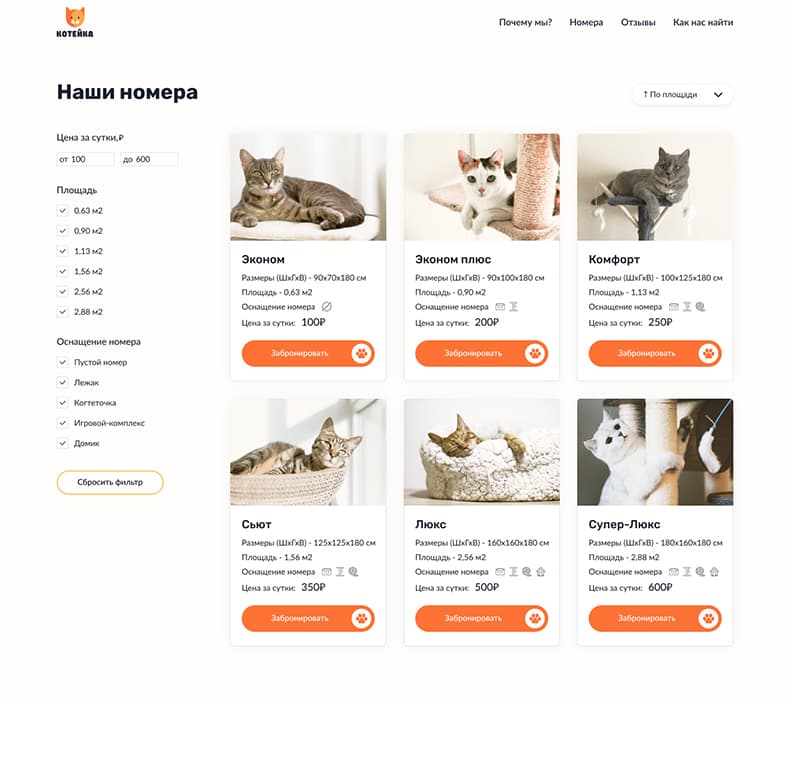 КОТЕЙКА
Почему мы? Номера Отзывы Как нас найти
Наши номера
↑ По площади
Цена за сутки,₽
от 100 до 600
Площадь
0,63 м2
0,90 м2
1,13 м2
1,56 м2
2,56 м2
2,88 м2
Оснащение номера
Пустой номер
Лежак
Когтеточка
Игровой-комплекс
Домик
Сбросить фильтр
Эконом
Размеры (ШхГхВ) - 90х70х180 см
Площадь - 0,63 м2
Оснащение номера
Цена за сутки: 100₽
Забронировать
Эконом плюс
Размеры (ШхГхВ) - 90х100х180 см
Площадь - 0,90 м2
Оснащение номера
Цена за сутки: 200₽
Забронировать
Комфорт
Размеры (ШхГхВ) - 100х125х180 см
Площадь - 1,13 м2
Оснащение номера
Цена за сутки: 250₽
Забронировать
Сьют
Размеры (ШхГхВ) - 125х125х180 см
Площадь - 1,56 м2
Оснащение номера
Цена за сутки: 350₽
Забронировать
Люкс
Размеры (ШхГхВ) - 160х160х180 см
Площадь - 2,56 м2
Оснащение номера
Цена за сутки: 500₽
Забронировать
Супер-Люкс
Размеры (ШхГхВ) - 180х160х180 см
Площадь - 2,88 м2
Оснащение номера
Цена за сутки: 600₽
Забронировать